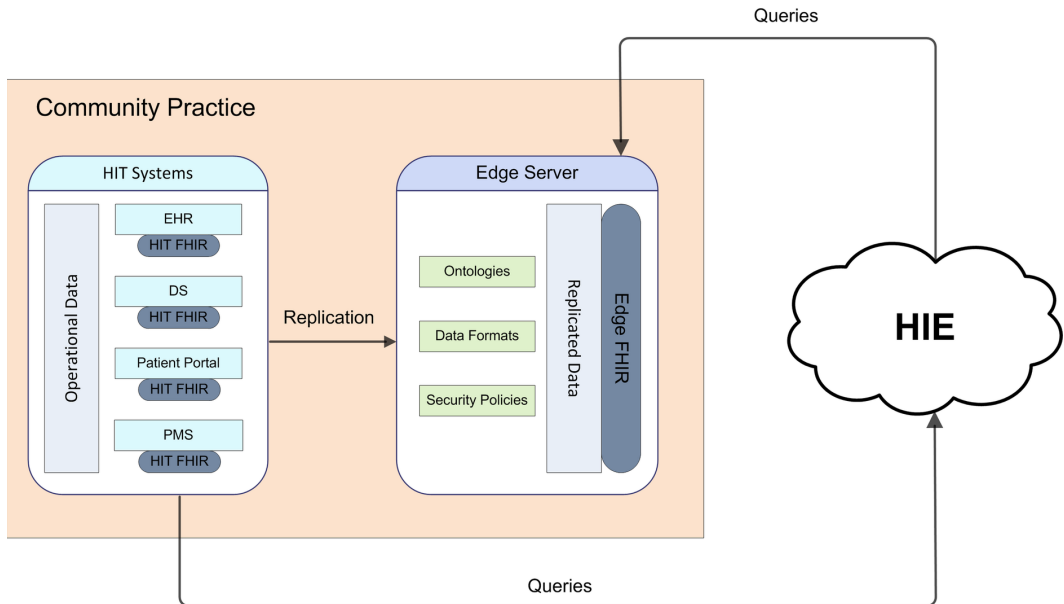 Queries
Community Practice
HIT Systems
Operational Data
EHR
HIT FHIR
DS
HIT FHIR
Patient Portal
HIT FHIR
PMS
HIT FHIR
Replication
Edge Server
Ontologies
Data Formats
Security Policies
Replicated Data
Edge FHIR
HIE
Queries